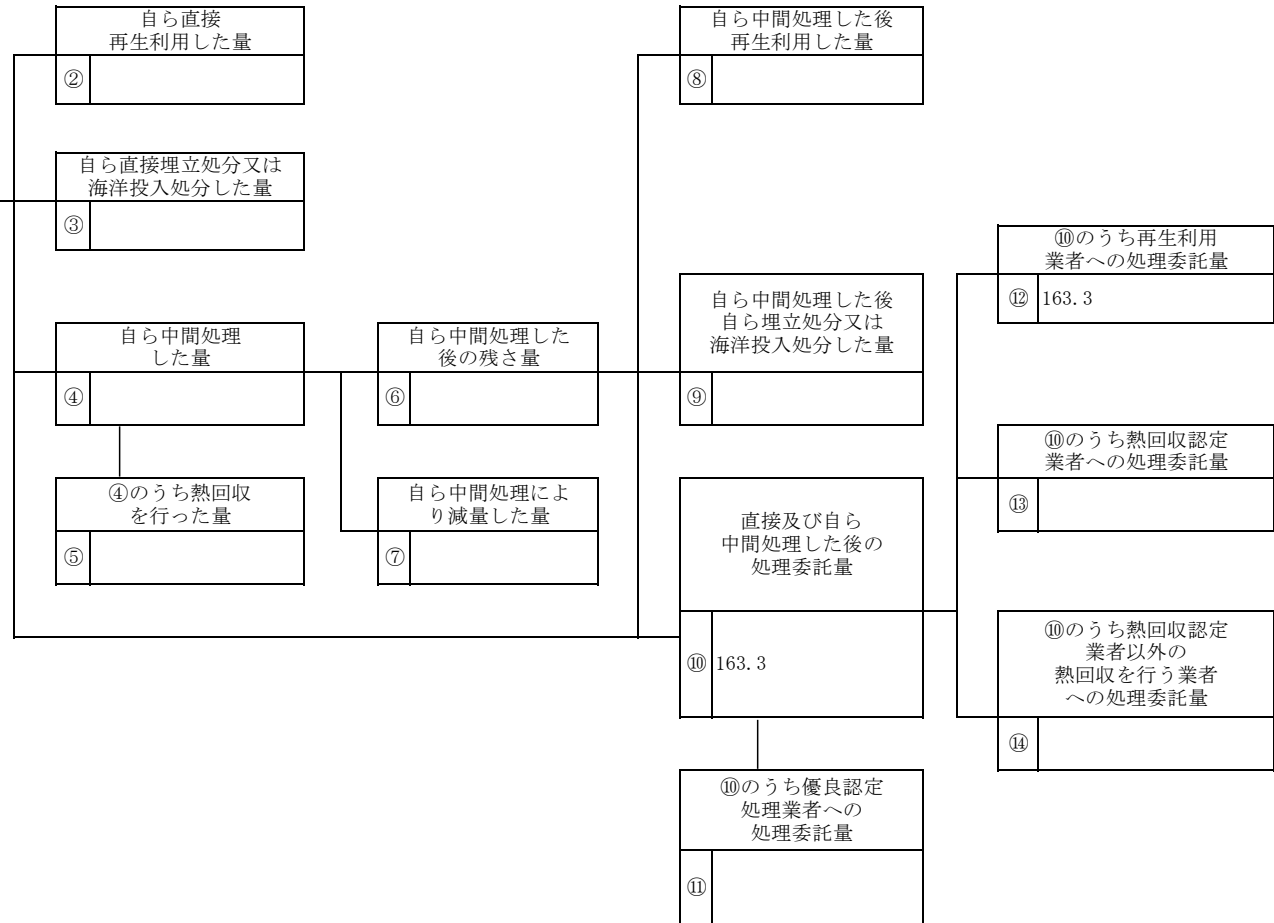 自ら直接
再生利用した量
②
自ら直接埋立処分又は
海洋投入処分した量
③
自ら中間処理
した量
④
④のうち熱回収
を行った量
⑤
自ら中間処理した
後の残さ量
⑥
自ら中間処理によ
り減量した量
⑦
自ら中間処理した後
再生利用した量
⑧
自ら中間処理した後
自ら埋立処分又は
海洋投入処分した量
⑨
直接及び自ら
中間処理した後の
処理委託量
⑩ 163.3
⑩のうち優良認定
処理業者への
処理委託量
⑪
⑩のうち再生利用
業者への処理委託量
⑫ 163.3
⑩のうち熱回収認定
業者への処理委託量
⑬
⑩のうち熱回収認定
業者以外の
熱回収を行う業者
への処理委託量
⑭